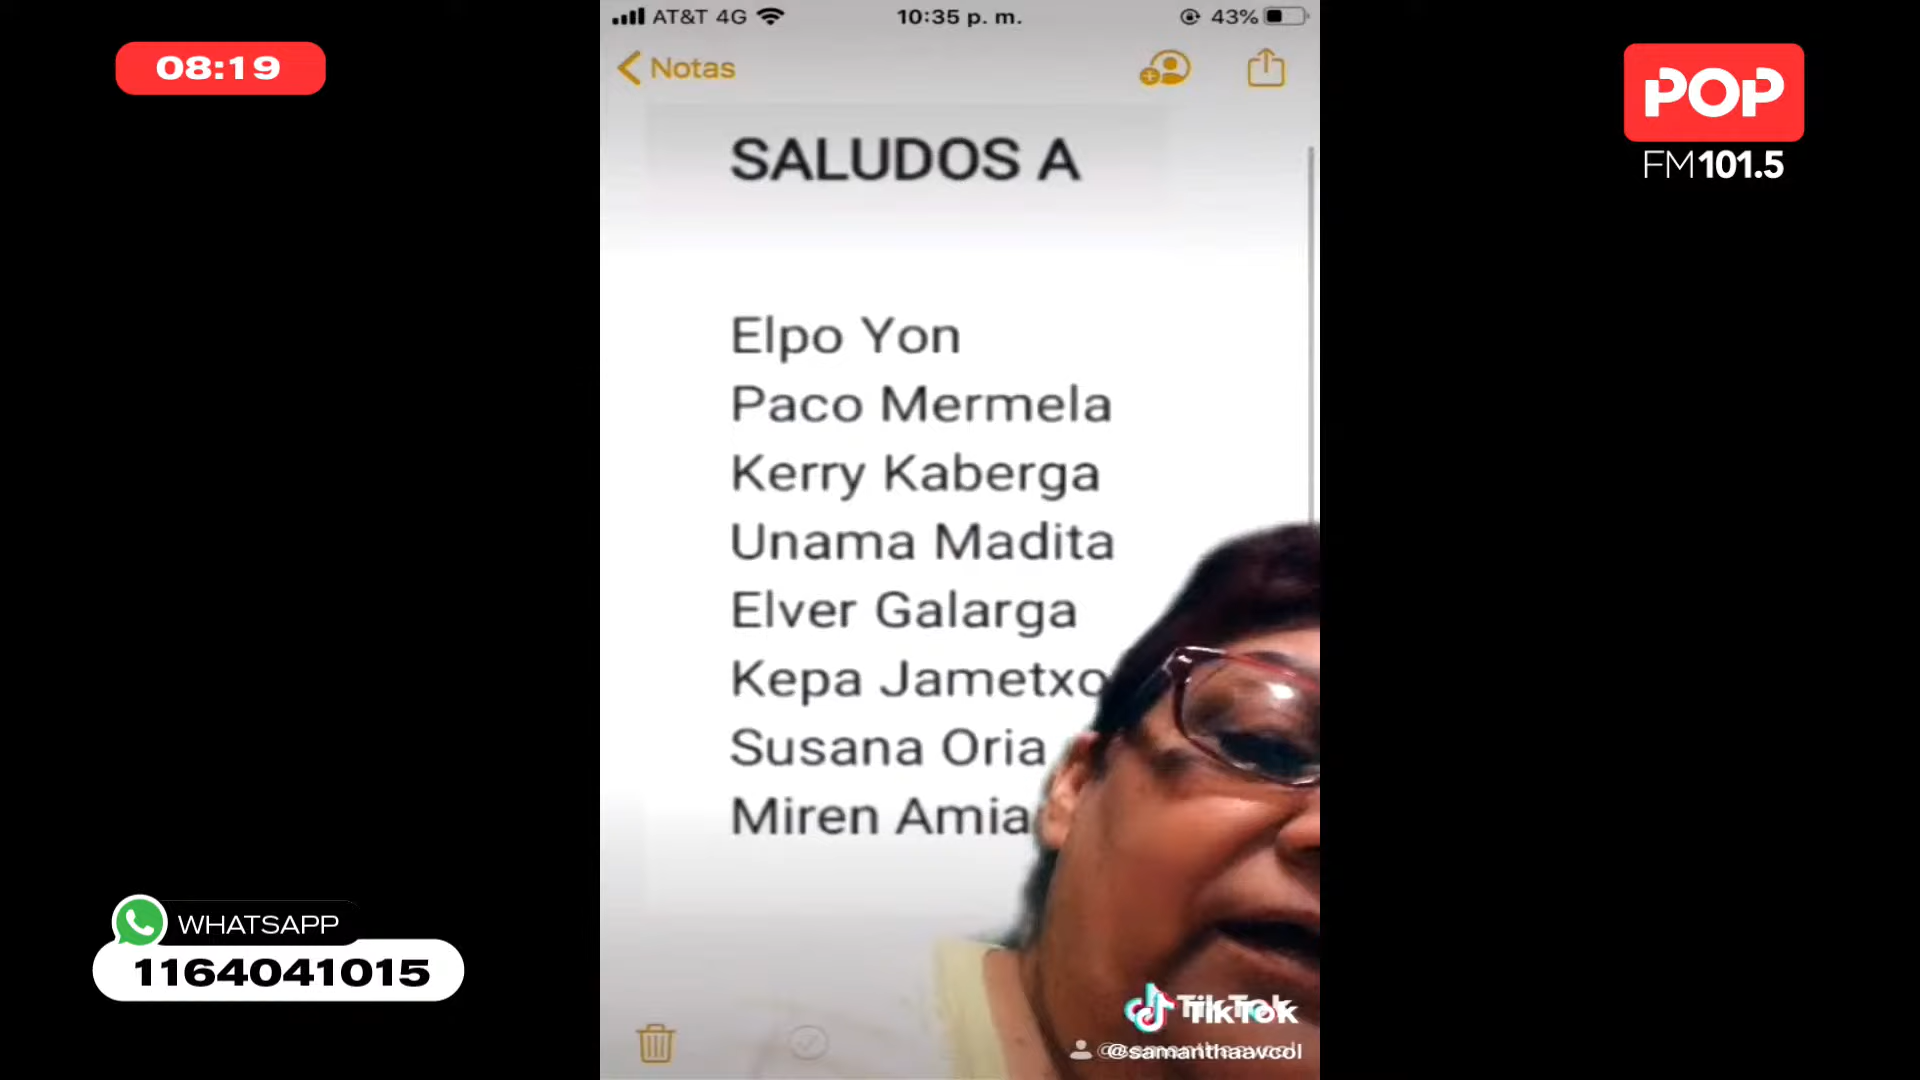 AT&T 4G 10:35 p. m. 43%
08:19
Notas
POP
FM101.5
SALUDOS A
Elpo Yon
Paco Mermela
Kerry Kaberga
Unama Madita
Elver Galarga
Kepa Jametxo
Susana Oria
Miren Amia
WHATSAPP
1164041015
TikTok
@samanthaavcol